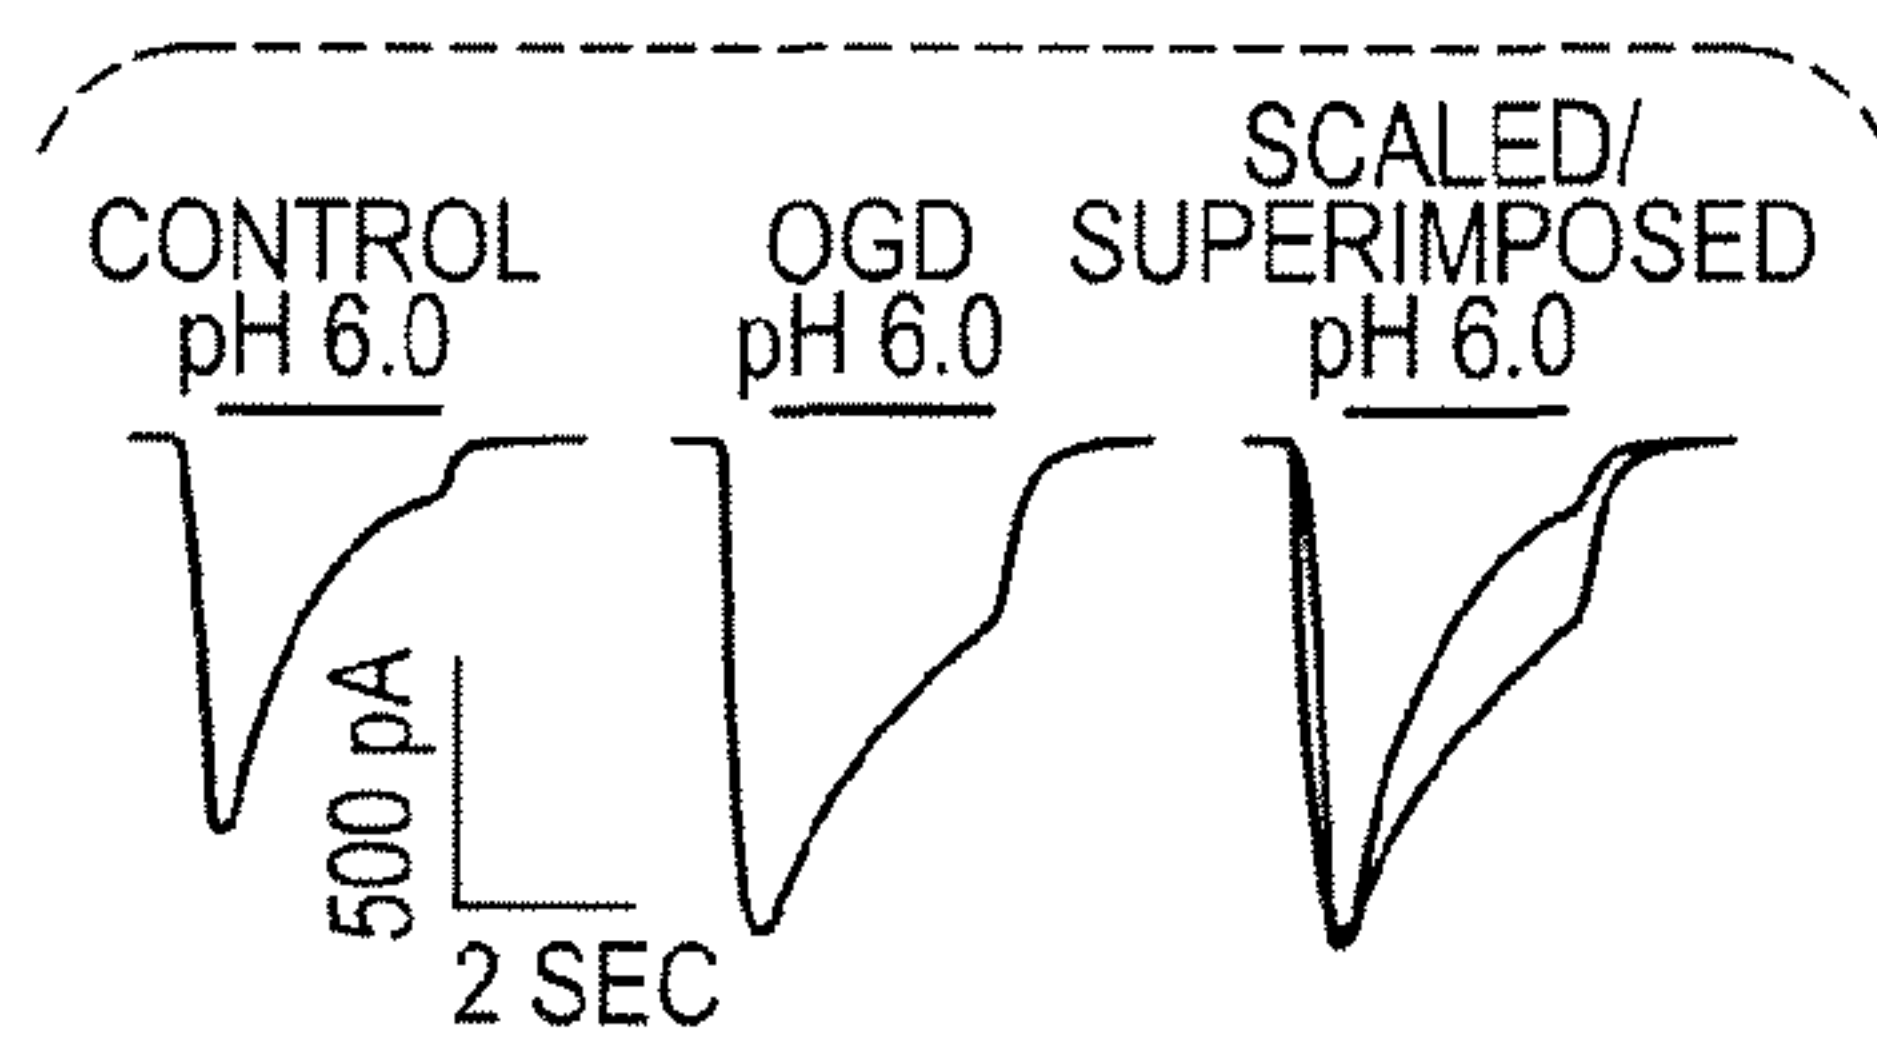 CONTROL
pH 6.0
OGD
pH 6.0
SCALED/
SUPERIMPOSED
pH 6.0
500 pA
2 SEC